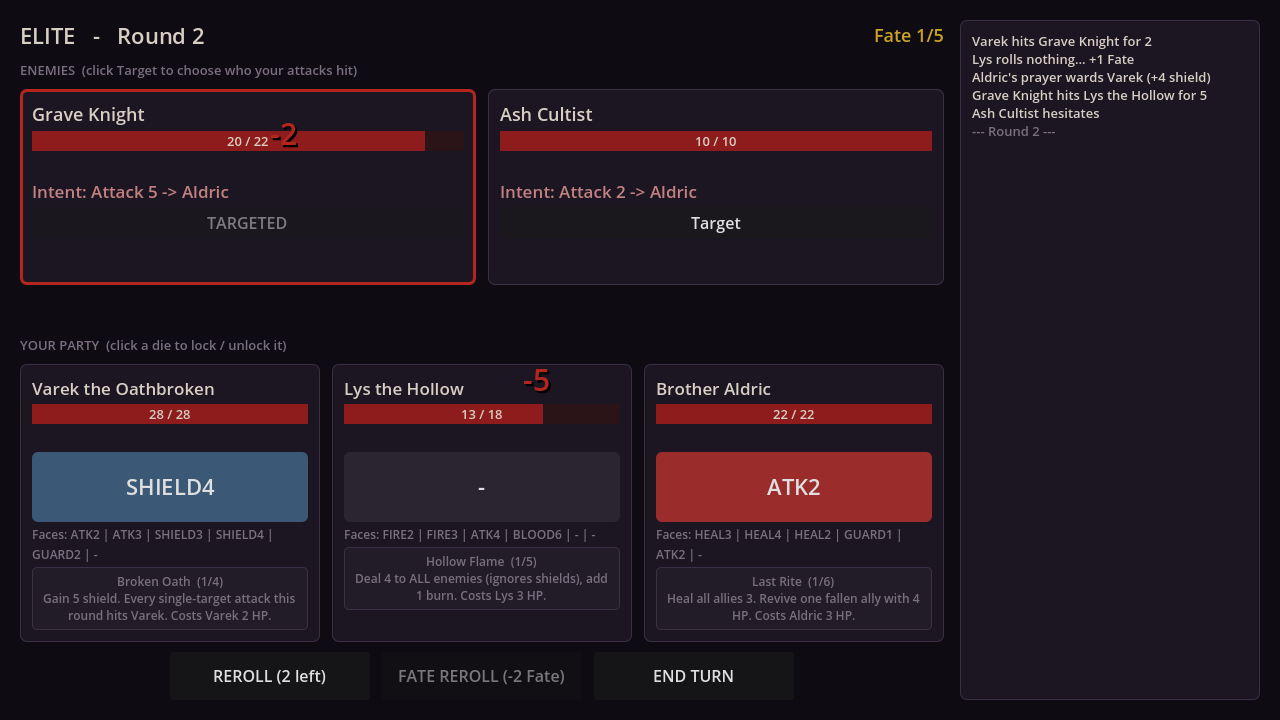 ELITE - Round 2
Fate 1/5
ENEMIES (click Target to choose who your attacks hit)
Grave Knight
20 / 22
-2
Intent: Attack 5 -> Aldric
TARGETED
Ash Cultist
10 / 10
Intent: Attack 2 -> Aldric
Target
YOUR PARTY (click a die to lock / unlock it)
Varek the Oathbroken
28 / 28
SHIELD4
Faces: ATK2 | ATK3 | SHIELD3 | SHIELD4 |
GUARD2 | -
Broken Oath (1/4)
Gain 5 shield. Every single-target attack this
round hits Varek. Costs Varek 2 HP.
Lys the Hollow
-5
13 / 18
-
Faces: FIRE2 | FIRE3 | ATK4 | BLOOD6 | - | -
Hollow Flame (1/5)
Deal 4 to ALL enemies (ignores shields), add
1 burn. Costs Lys 3 HP.
Brother Aldric
22 / 22
ATK2
Faces: HEAL3 | HEAL4 | HEAL2 | GUARD1 |
ATK2 | -
Last Rite (1/6)
Heal all allies 3. Revive one fallen ally with 4
HP. Costs Aldric 3 HP.
REROLL (2 left)
FATE REROLL (-2 Fate)
END TURN
Varek hits Grave Knight for 2
Lys rolls nothing... +1 Fate
Aldric's prayer wards Varek (+4 shield)
Grave Knight hits Lys the Hollow for 5
Ash Cultist hesitates
--- Round 2 ---